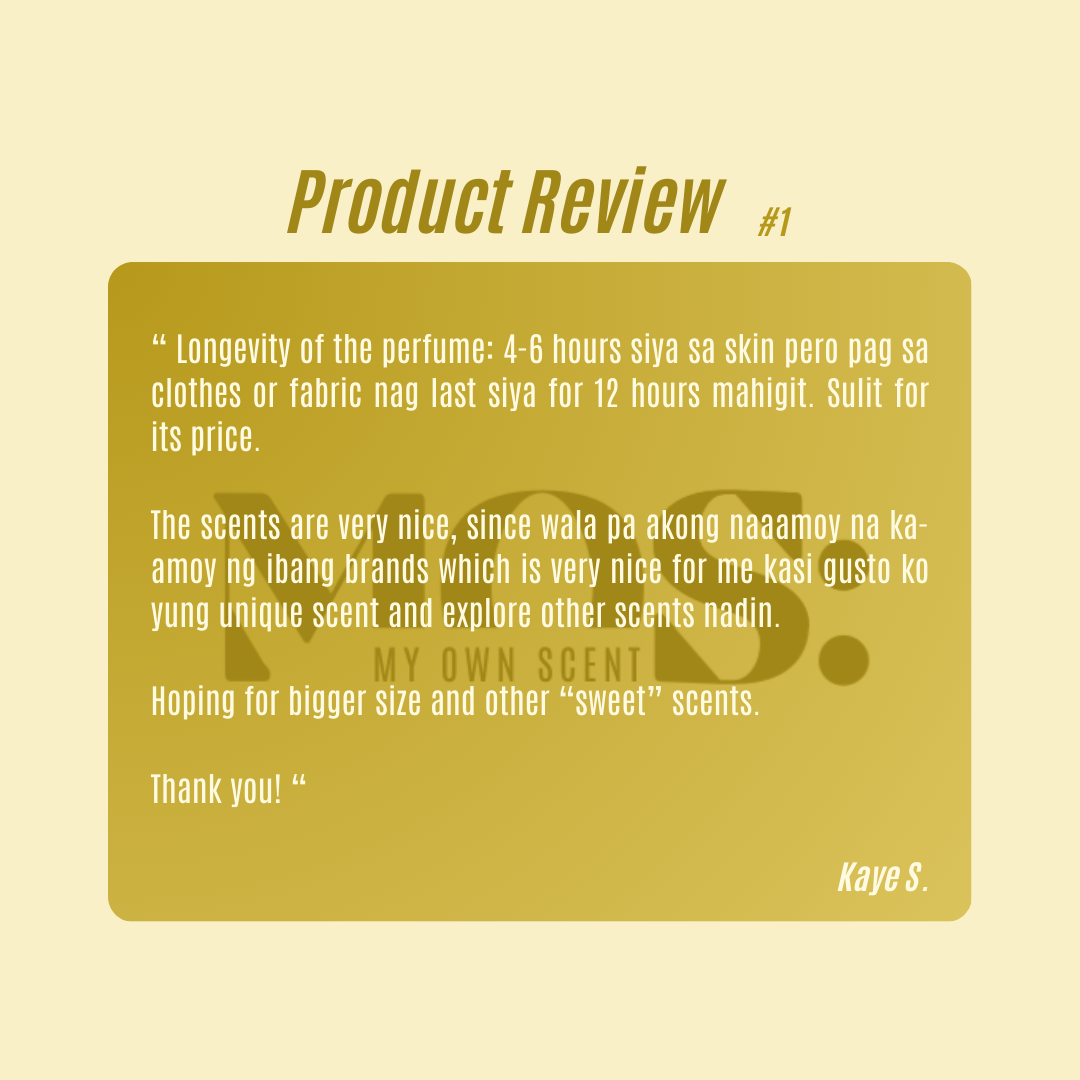 Product Review #1
“ Longevity of the perfume: 4-6 hours siya sa skin pero pag sa
clothes or fabric nag last siya for 12 hours mahigit. Sulit for
its price.
The scents are very nice, since wala pa akong naaamoy na ka-
amoy ng ibang brands which is very nice for me kasi gusto ko
yung unique scent and explore other scents nadin.
MOS:
MY OWN SCENT
Hoping for bigger size and other “sweet” scents.
Thank you! “
Kaye S.